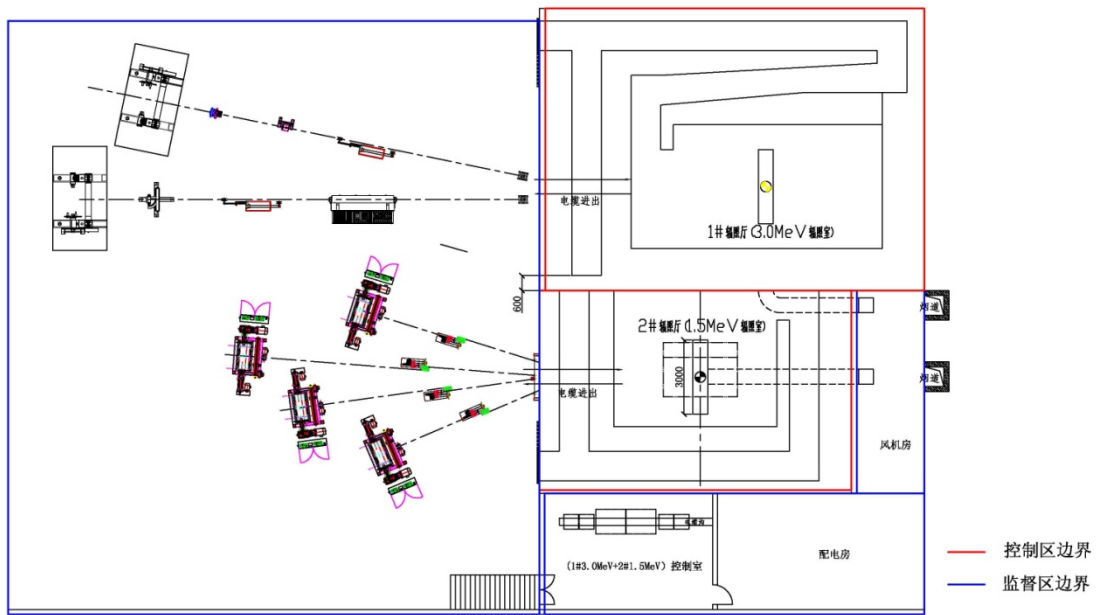 电缆进出
1#辐照厅(3.0MeV辐照室)
600
烟道
2#辐照厅(1.5MeV辐照室)
3000
烟道
电缆进出
风机房
电缆沟
配电房
(1#3.0MeV+2#1.5MeV)控制室
控制区边界
监督区边界